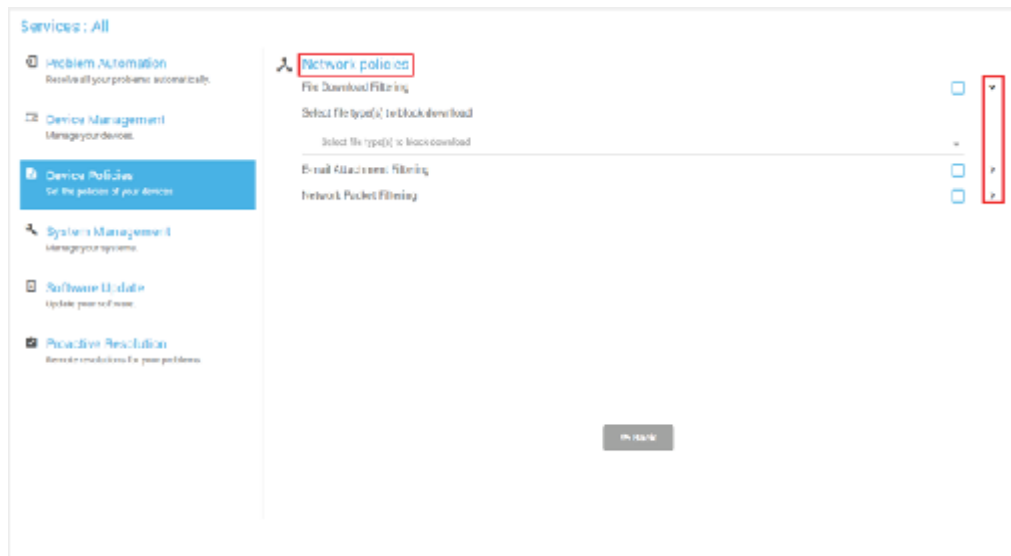 Services : All
Problem Automation
Resolve all your problems automatically.
Device Management
Manage your devices.
Device Policies
Set the policies of your devices
System Management
Manage your systems.
Software Update
Update your software.
Proactive Resolution
Remote resolutions for your problems.
Network policies
File Download Filtering
Select file type(s) to block download
Select file type(s) to block download
E-mail Attachment Filtering
Network Packet Filtering